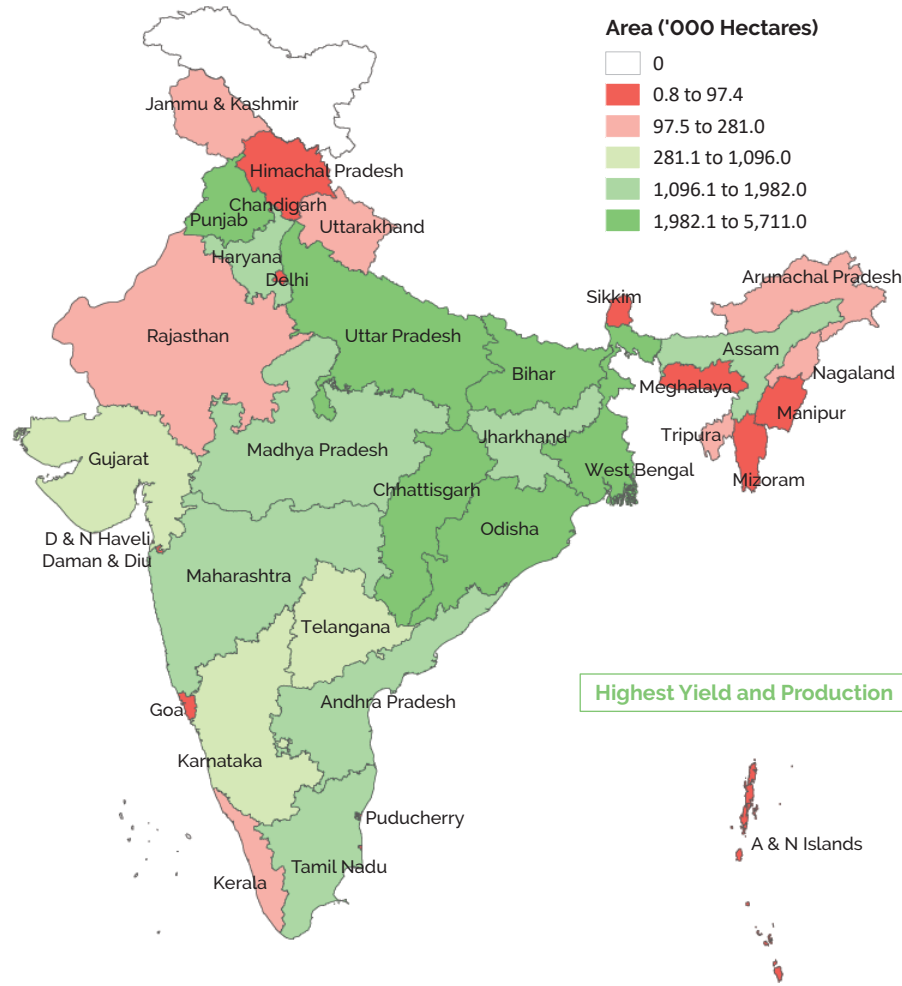 Area ('000 Hectares)
0
0.8 to 97.4
97.5 to 281.0
281.1 to 1,096.0
1,096.1 to 1,982.0
1,982.1 to 5,711.0
Jammu & Kashmir
Himachal Pradesh
Chandigarh
Punjab
Uttarakhand
Haryana
Delhi
Arunachal Pradesh
Sikkim
Rajasthan
Uttar Pradesh
Assam
Bihar
Nagaland
Meghalaya
Manipur
Jharkhand
Tripura
Madhya Pradesh
Gujarat
West Bengal
Mizoram
Chhattisgarh
Odisha
D & N Haveli
Daman & Diu
Maharashtra
Telangana
Highest Yield and Production
Andhra Pradesh
Goa
Karnataka
Puducherry
A & N Islands
Tamil Nadu
Kerala